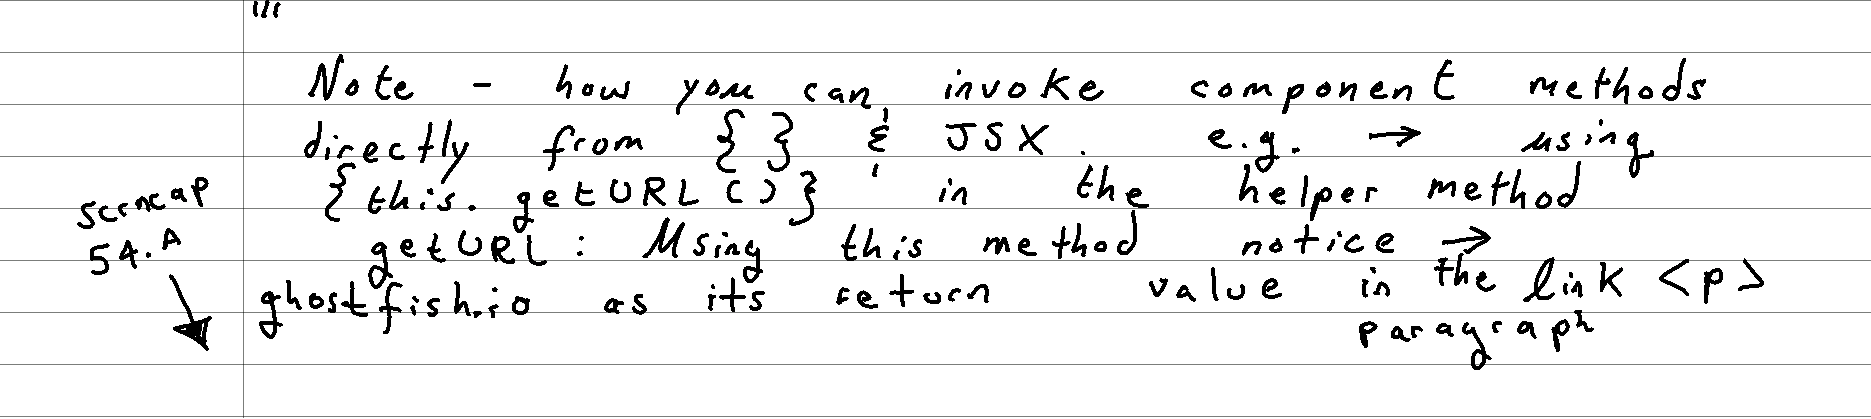 Note - how you can invoke component methods
directly from { } & JSX. e.g. → using
{this.getURL()} in the helper method
scrncap
54.A
getURL: Using this method notice →
ghostfish.io as its return value in the link <p>
paragraph